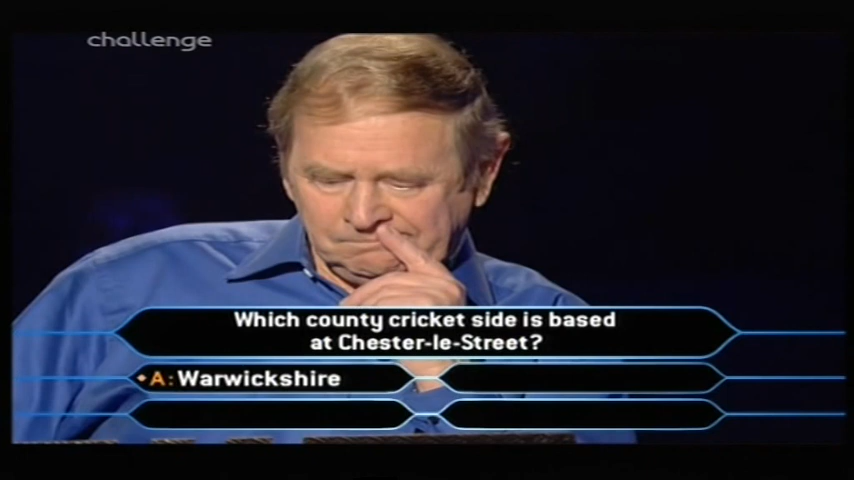 challenge
Which county cricket side is based
at Chester-le-Street?
A: Warwickshire